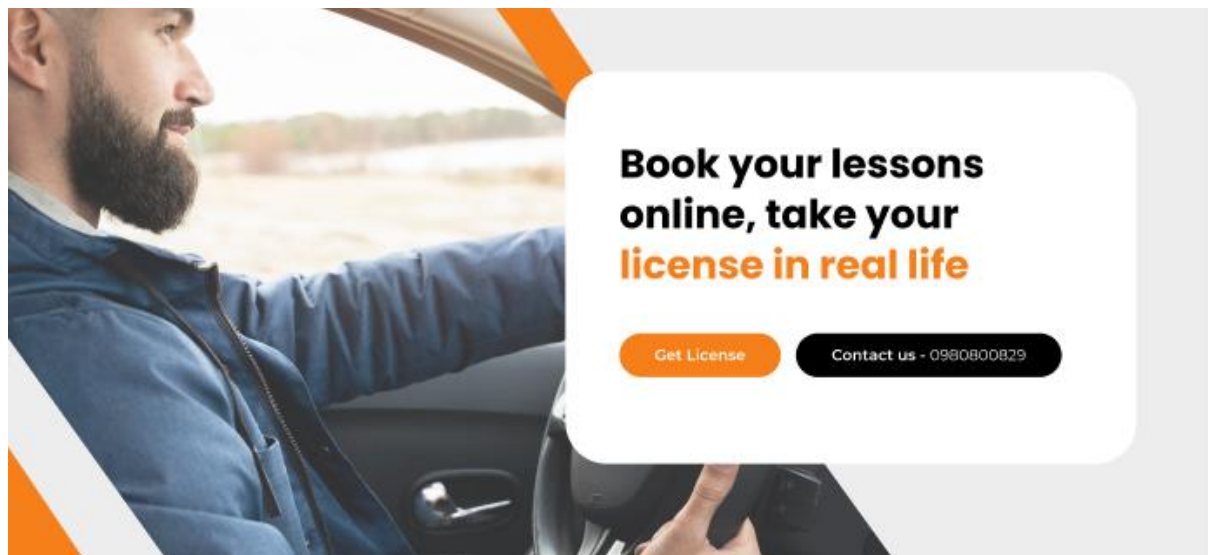 Book your lessons
online, take your
license in real life
Get License
Contact us - 0980800829